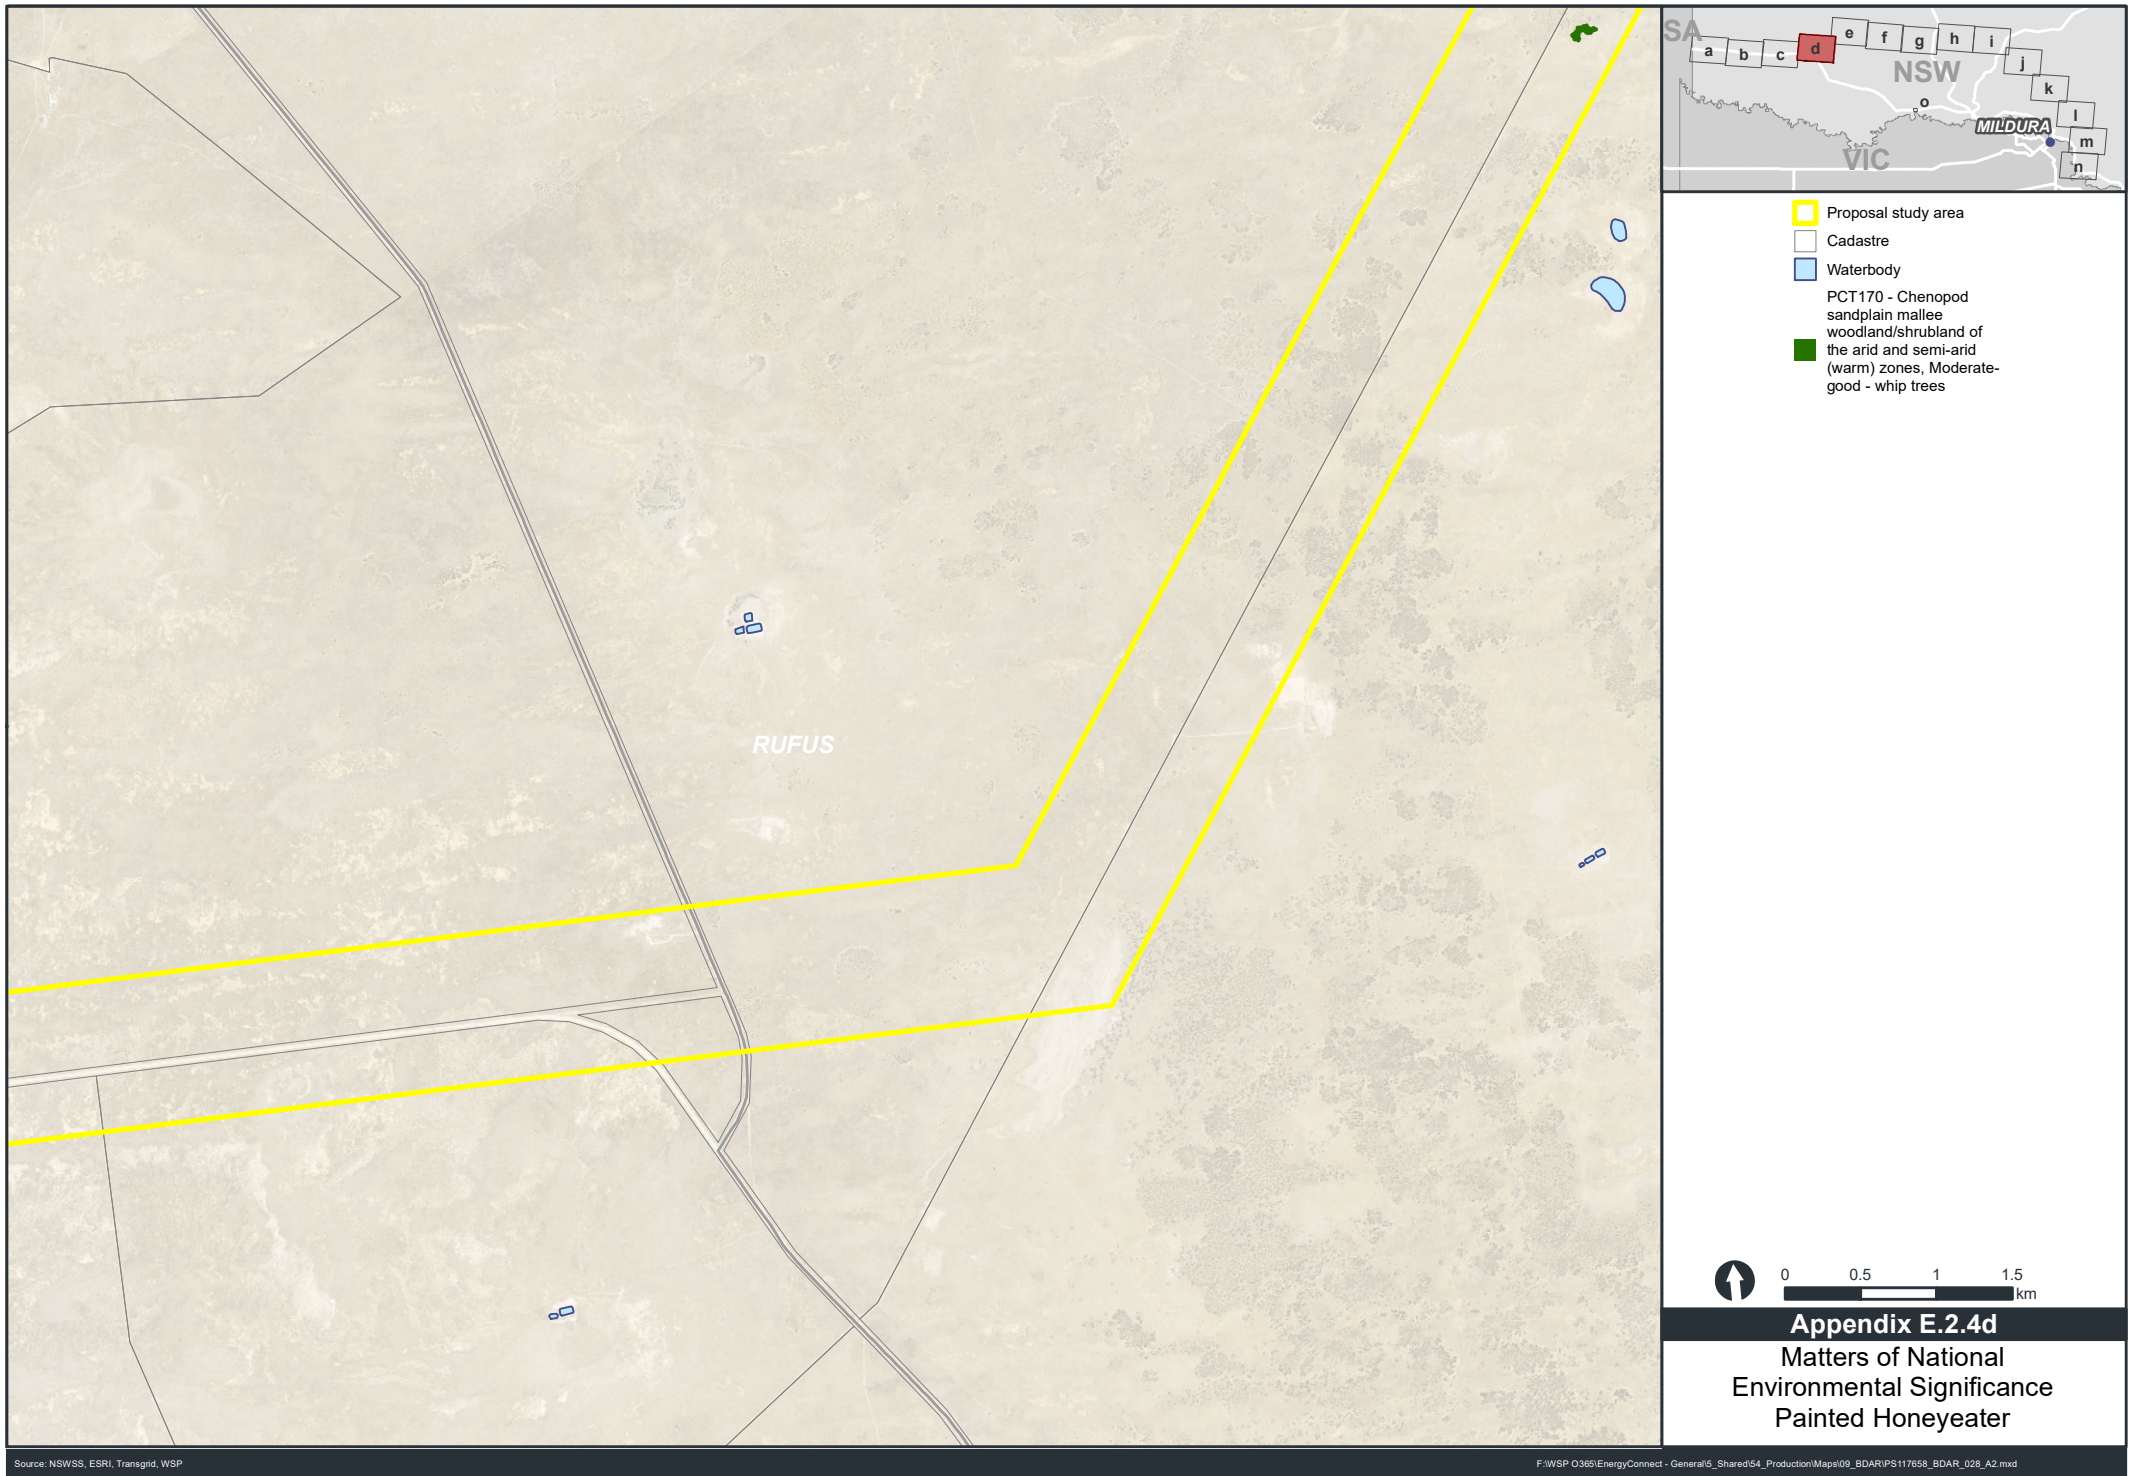 SA
a
b
c
d
e
f
g
h
i
j
k
l
m
n
o
NSW
MILDURA
VIC
Proposal study area
Cadastre
Waterbody
PCT170 - Chenopod
sandplain mallee
woodland/shrubland of
the arid and semi-arid
(warm) zones, Moderate-
good - whip trees
RUFUS
0 0.5 1 1.5
km
Appendix E.2.4d
Matters of National
Environmental Significance
Painted Honeyeater
Source: NSWSS, ESRI, Transgrid, WSP
F:\WSP O365\EnergyConnect - General\5_Shared\54_Production\Maps\09_BDAR\PS117658_BDAR_028_A2.mxd